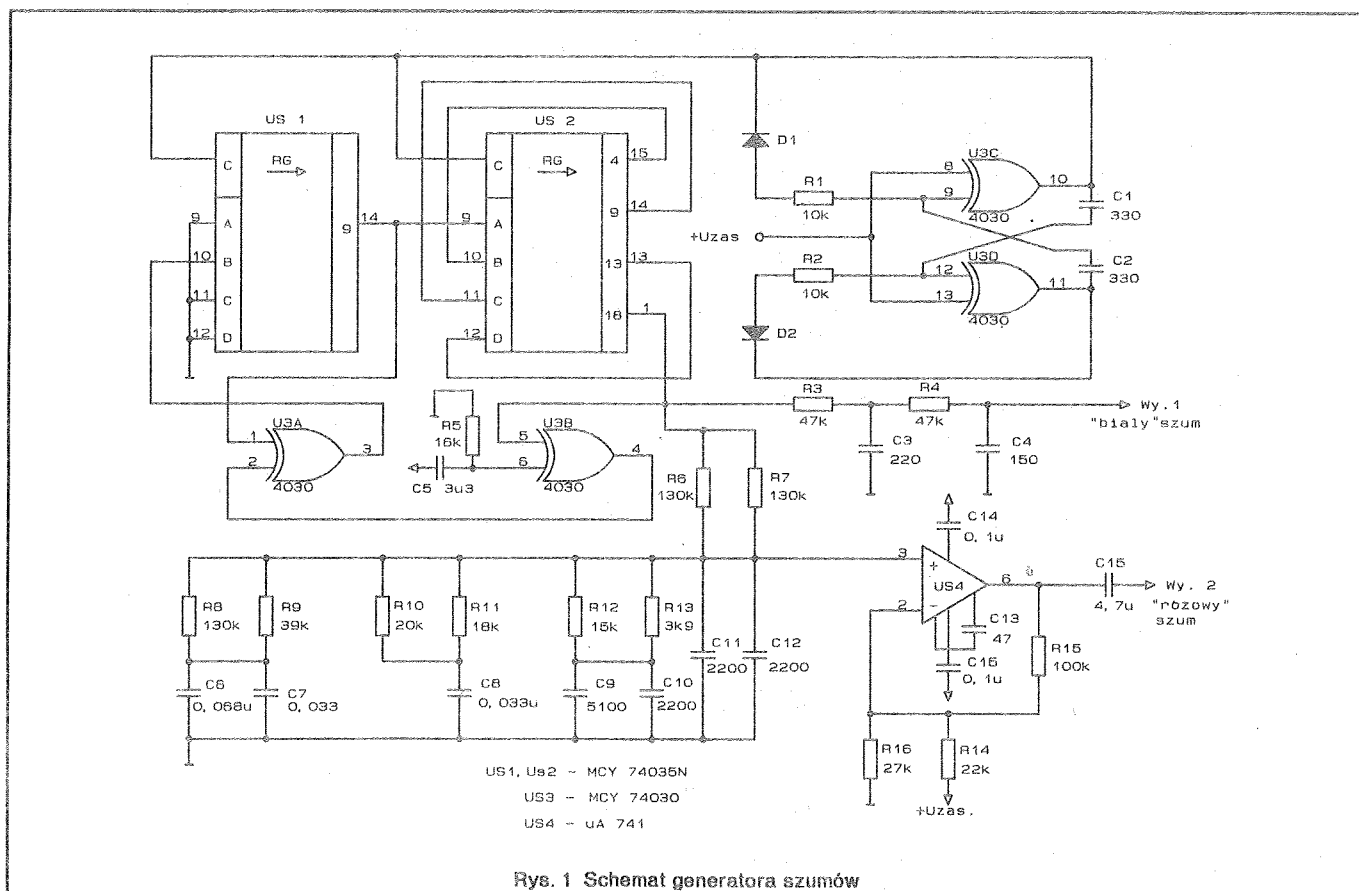 US 1
US 2
RG
RG
C
A
B
C
D
9
10
11
12
9
14
C
A
B
C
D
9
10
11
12
4
9
13
18
15
14
13
1
D1
R1
10k
+Uzas
R2
10k
D2
U3C
8
9
10
4030
C1
330
C2
330
U3D
12
13
11
4030
R3
47k
R4
47k
Wy.1
"bialy"szum
C3
220
C4
150
U3A
1
2
3
4030
R5
16k
C5
3u3
U3B
5
6
4
4030
R6
130k
R7
130k
C14
0,1u
3
2
+
−
US4
6
C13
47
C16
0,1u
C15
4,7u
Wy. 2
"rózowy"
szum
R15
100k
R8
130k
R9
39k
R10
20k
R11
18k
R12
15k
R13
3k9
C11
2200
C12
2200
C6
0,068u
C7
0,033
C8
0,033u
C9
5100
C10
2200
R16
27k
R14
22k
+Uzas.
US1, Us2 - MCY 74035N
US3 - MCY 74030
US4 - uA 741
Rys. 1 Schemat generatora szumów